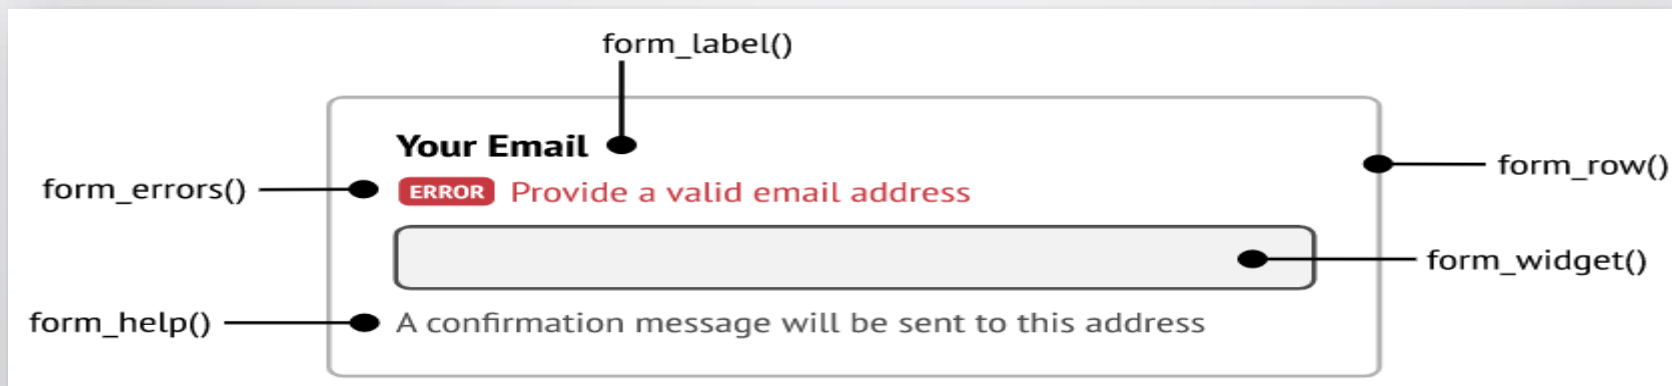 form_label()
Your Email
form_row()
form_errors()
ERROR Provide a valid email address
form_widget()
form_help()
A confirmation message will be sent to this address